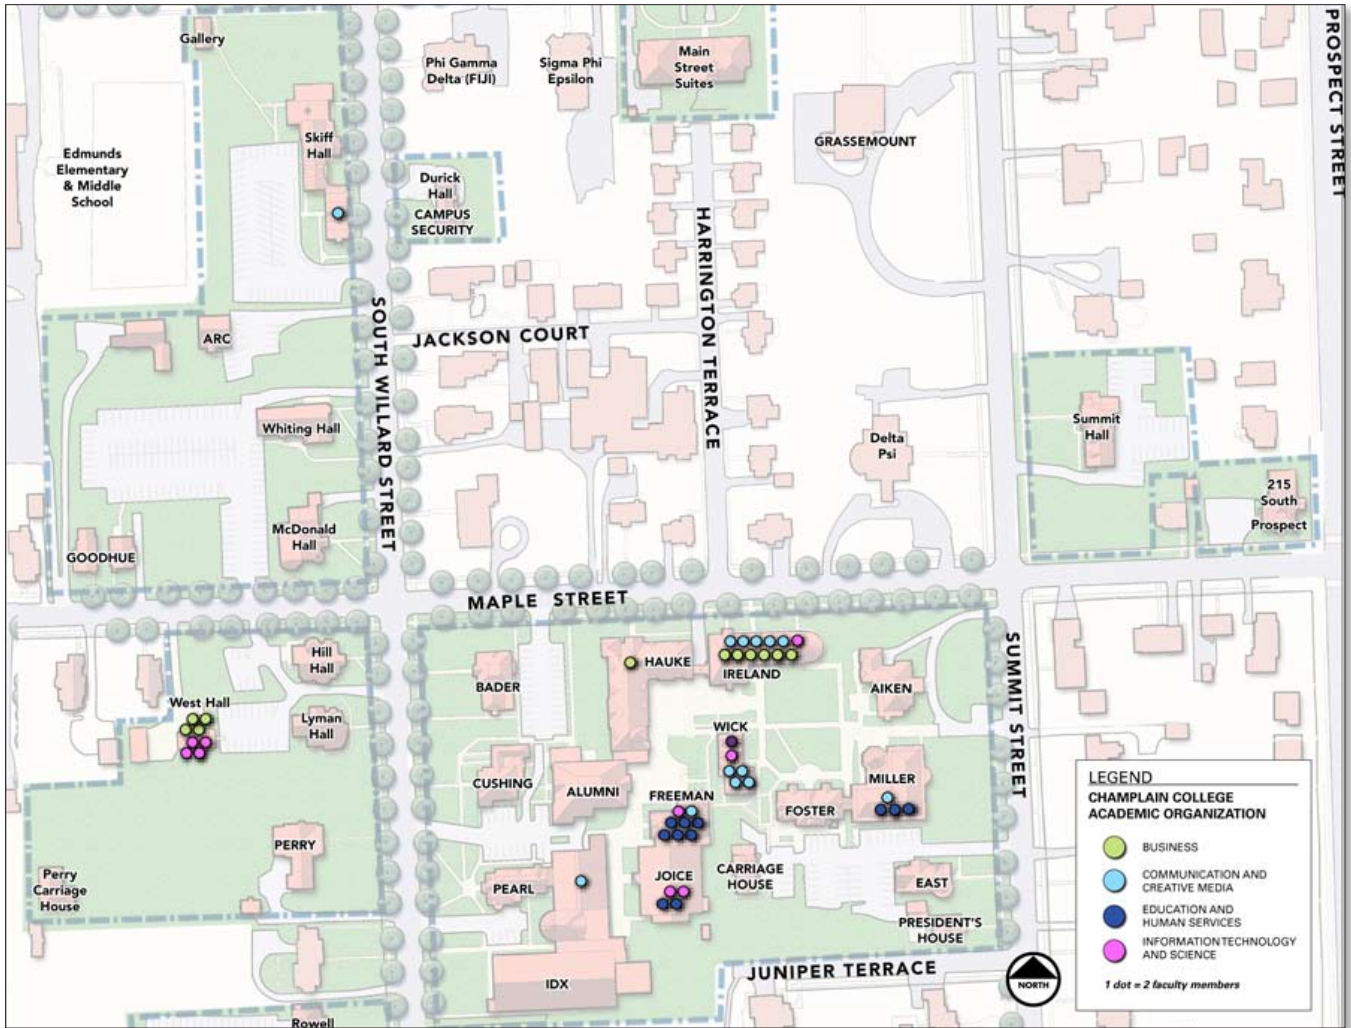 Gallery
Phi Gamma
Delta (FIJI)
Sigma Phi
Epsilon
Main
Street
Suites
PROSPECT STREET
Skiff
Hall
GRASSEMOUNT
Edmunds
Elementary
& Middle
School
Durick
Hall
CAMPUS
SECURITY
HARRINGTON TERRACE
SOUTH WILLARD STREET
JACKSON COURT
ARC
Whiting Hall
Summit
Hall
Delta
Psi
215
South
Prospect
McDonald
Hall
GOODHUE
MAPLE STREET
SUMMIT STREET
Hill
Hall
HAUKE
IRELAND
BADER
AIKEN
West Hall
Lyman
Hall
WICK
CUSHING
ALUMNI
FREEMAN
MILLER
FOSTER
PERRY
Perry
Carriage
House
PEARL
JOICE
CARRIAGE
HOUSE
EAST
PRESIDENT'S
HOUSE
IDX
JUNIPER TERRACE
NORTH
Rowell
LEGEND
CHAMPLAIN COLLEGE
ACADEMIC ORGANIZATION
BUSINESS
COMMUNICATION AND
CREATIVE MEDIA
EDUCATION AND
HUMAN SERVICES
INFORMATION TECHNOLOGY
AND SCIENCE
1 dot = 2 faculty members